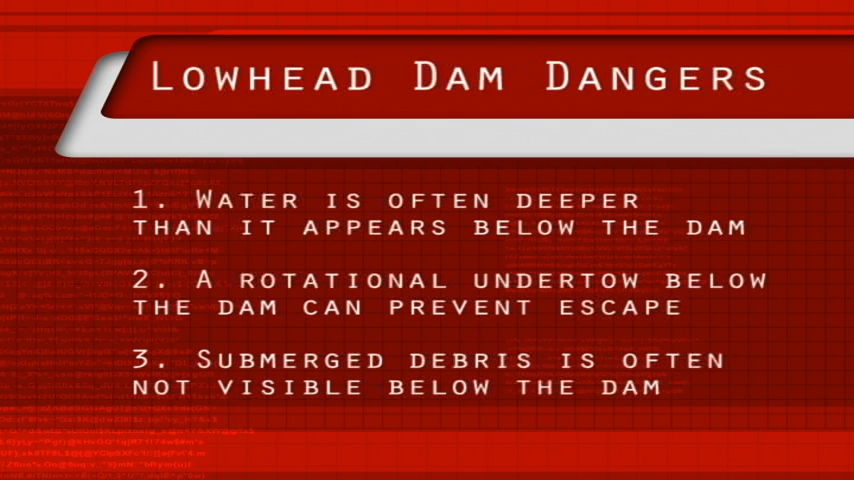 Lowhead Dam Dangers
1. Water is often deeper
than it appears below the dam
2. A rotational undertow below
the dam can prevent escape
3. Submerged debris is often
not visible below the dam